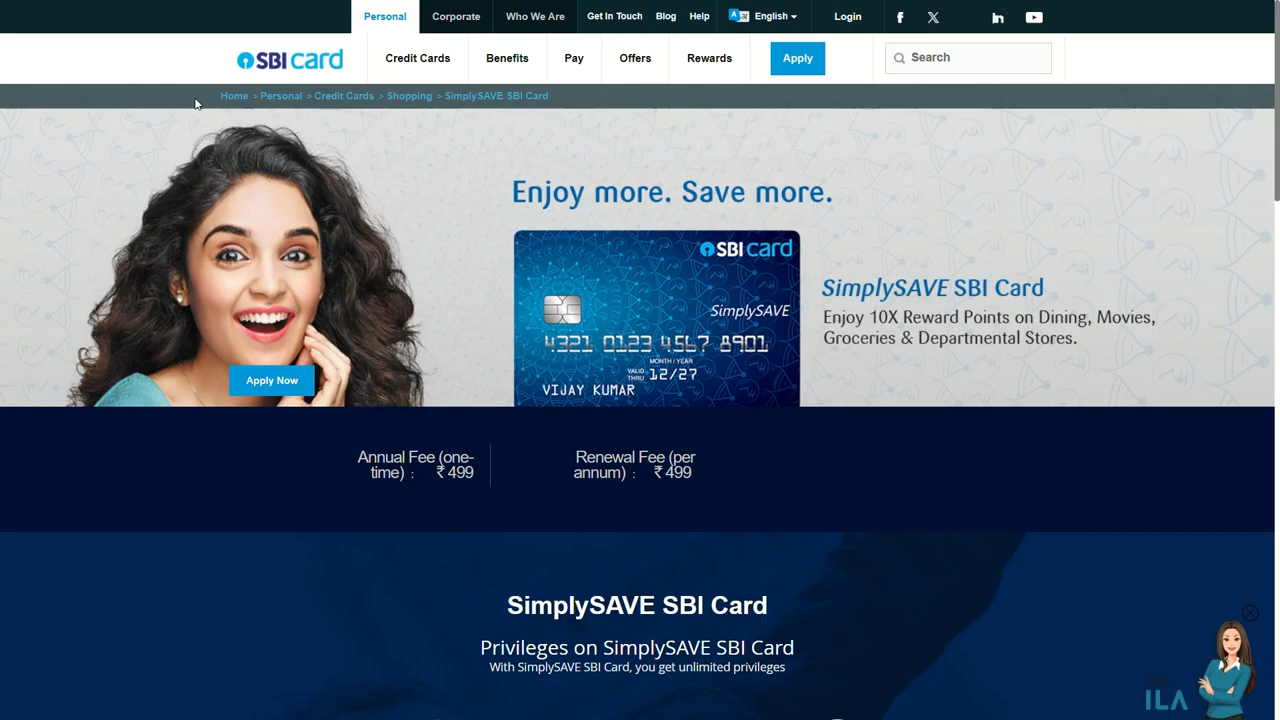 Personal Corporate Who We Are Get In Touch Blog Help English Login
SBI card Credit Cards Benefits Pay Offers Rewards Apply Search
Home > Personal > Credit Cards > Shopping > SimplySAVE SBI Card
Enjoy more. Save more.
SBI card
SimplySAVE
4321 0123 4567 8901
MONTH/YEAR
VALID THRU 12/27
VIJAY KUMAR
SimplySAVE SBI Card
Enjoy 10X Reward Points on Dining, Movies,
Groceries & Departmental Stores.
Apply Now
Annual Fee (one-
time) : ₹ 499
Renewal Fee (per
annum) : ₹ 499
SimplySAVE SBI Card
Privileges on SimplySAVE SBI Card
With SimplySAVE SBI Card, you get unlimited privileges
ILA